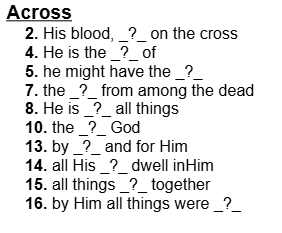 Across
2. His blood, _?_ on the cross
4. He is the _?_ of
5. he might have the _?_
7. the _?_ from among the dead
8. He is _?_ all things
10. the _?_ God
13. by _?_ and for Him
14. all His _?_ dwell inHim
15. all things _?_ together
16. by Him all things were _?_